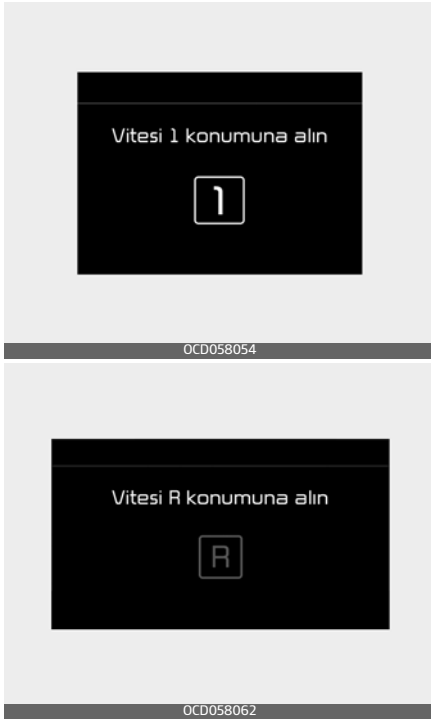 Vitesi 1 konumuna alın
1
OCD058054
Vitesi R konumuna alın
R
OCD058062